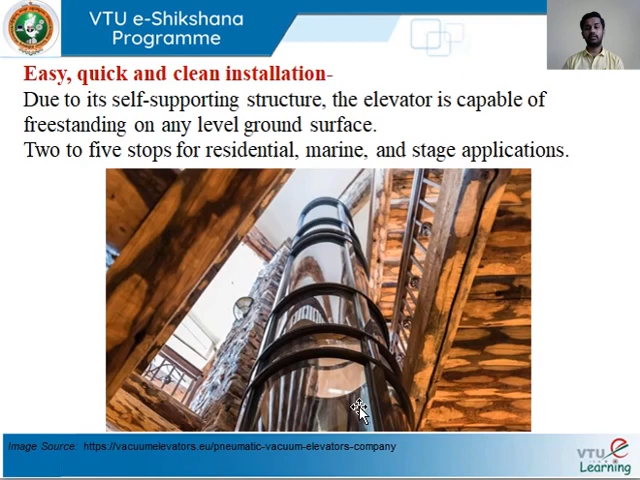 VTU e-Shikshana
Programme
Easy, quick and clean installation-
Due to its self-supporting structure, the elevator is capable of
freestanding on any level ground surface.
Two to five stops for residential, marine, and stage applications.
Image Source: https://vacuumelevators.eu/pneumatic-vacuum-elevators-company
VTU e
Learning